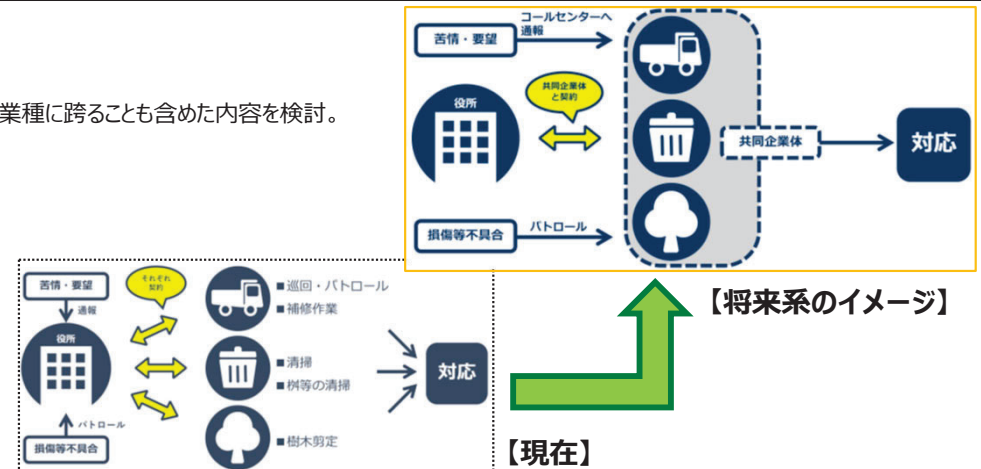 業種に跨ることも含めた内容を検討。
苦情・要望
コールセンターへ
通報
役所
共同企業体
と契約
共同企業体
対応
損傷等不具合
パトロール
【将来系のイメージ】
苦情・要望
通報
それぞれ
契約
役所
パトロール
損傷等不具合
■巡回・パトロール
■補修作業
■清掃
■桝等の清掃
■樹木剪定
対応
【現在】